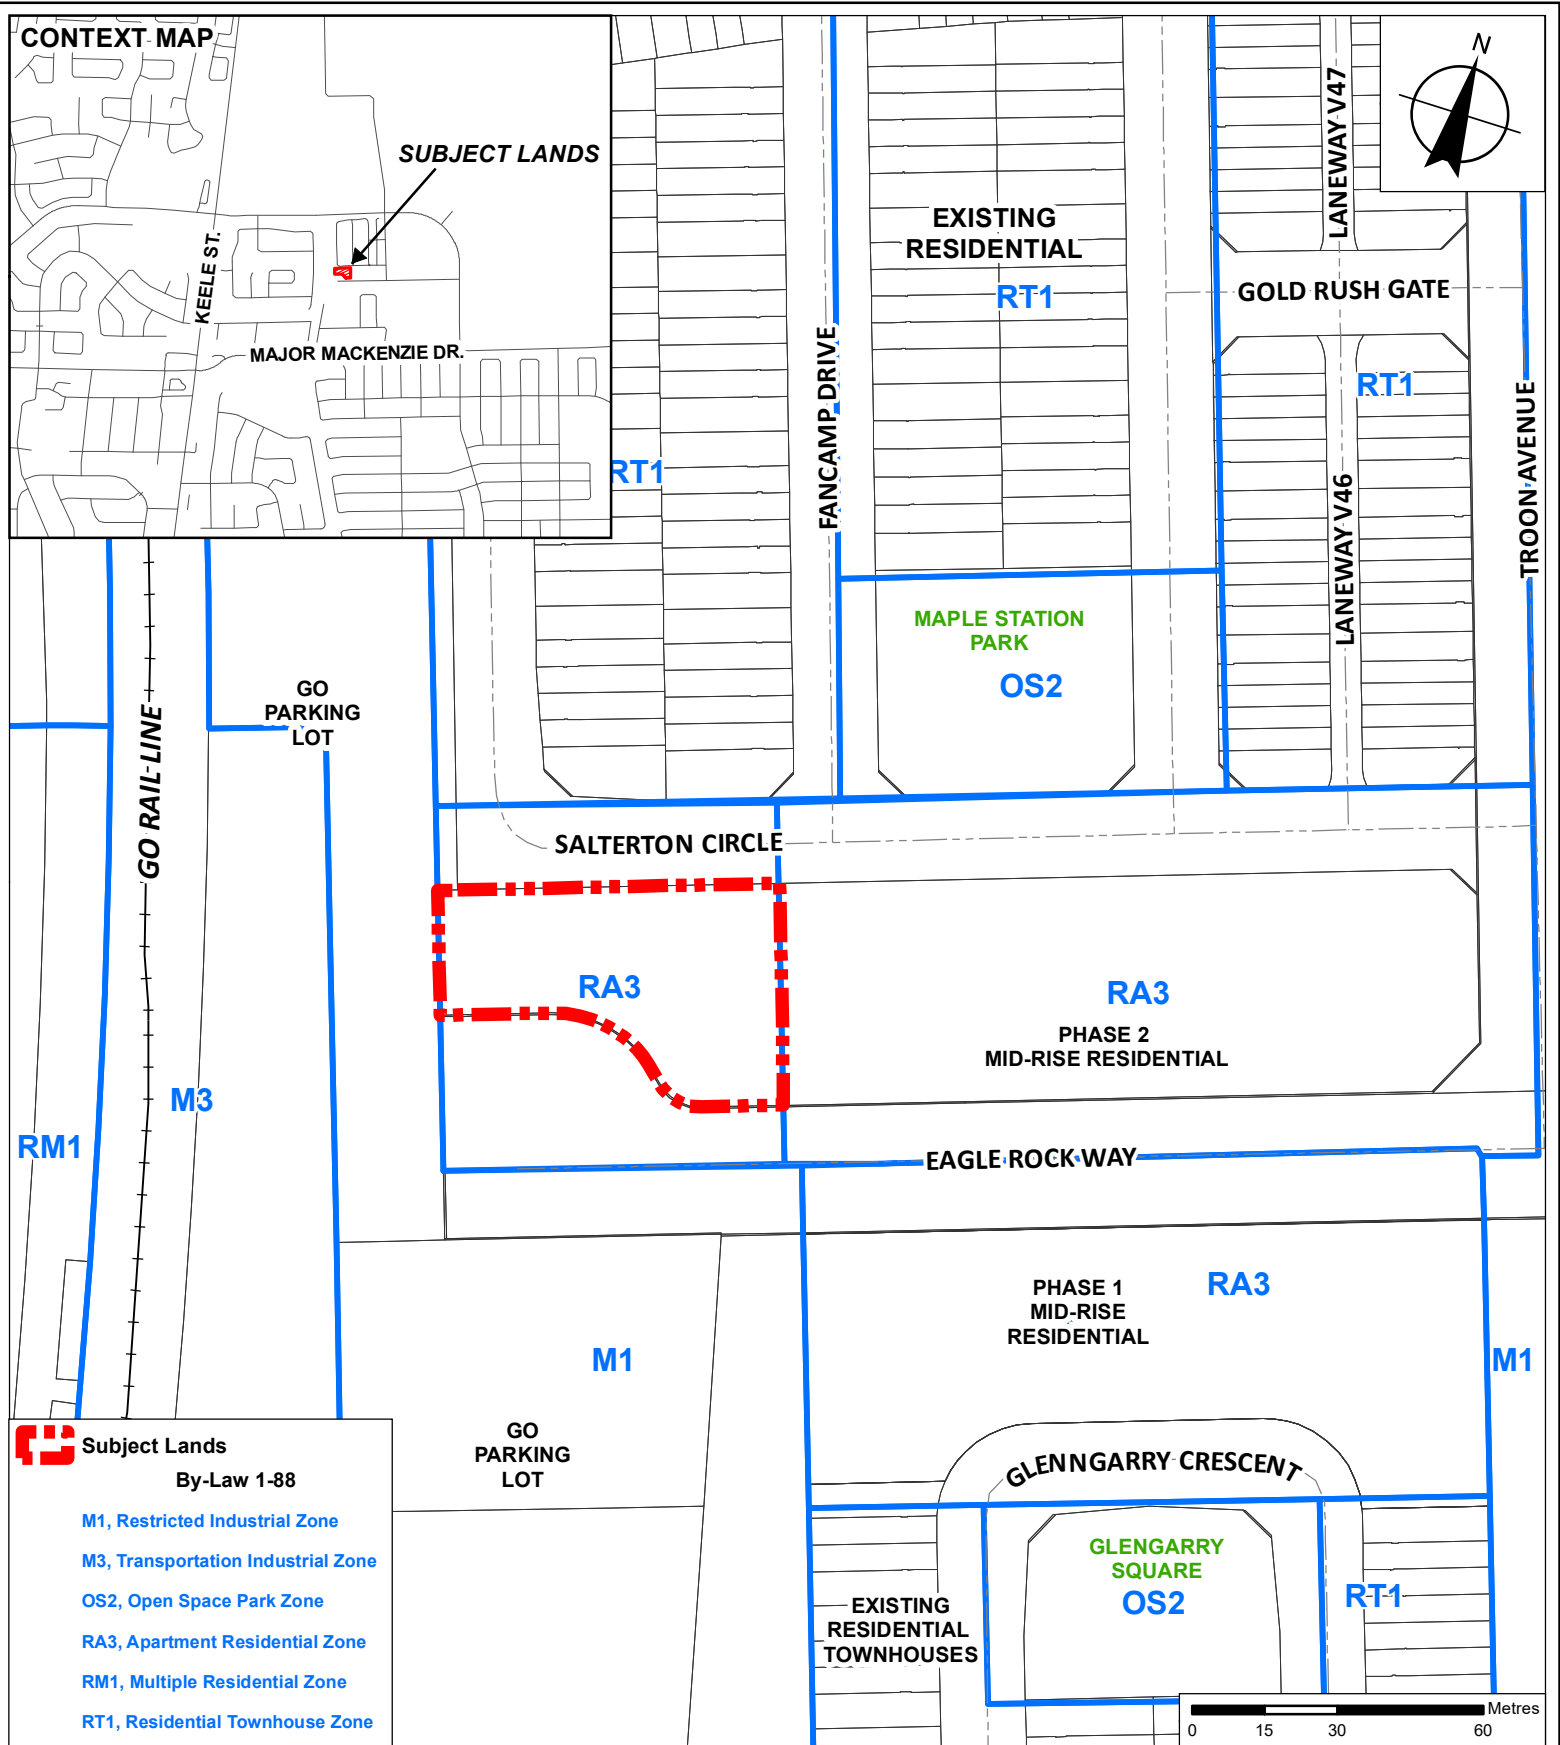 CONTEXT MAP
SUBJECT LANDS
KEELE ST.
MAJOR MACKENZIE DR.
N
LANEWAY V47
EXISTING
RESIDENTIAL
RT1
GOLD RUSH GATE
FANCAMP DRIVE
RT1
TROON AVENUE
RT1
LANEWAY V46
MAPLE STATION
PARK
OS2
GO
PARKING
LOT
GO RAIL LINE
SALTERTON CIRCLE
RA3
RA3
PHASE 2
MID-RISE RESIDENTIAL
M3
RM1
EAGLE ROCK WAY
PHASE 1
MID-RISE
RESIDENTIAL
RA3
M1
M1
GO
PARKING
LOT
GLENNGARRY CRESCENT
GLENGARRY
SQUARE
OS2
RT1
EXISTING
RESIDENTIAL
TOWNHOUSES
Subject Lands
By-Law 1-88
M1, Restricted Industrial Zone
M3, Transportation Industrial Zone
OS2, Open Space Park Zone
RA3, Apartment Residential Zone
RM1, Multiple Residential Zone
RT1, Residential Townhouse Zone
Metres
0 15 30 60